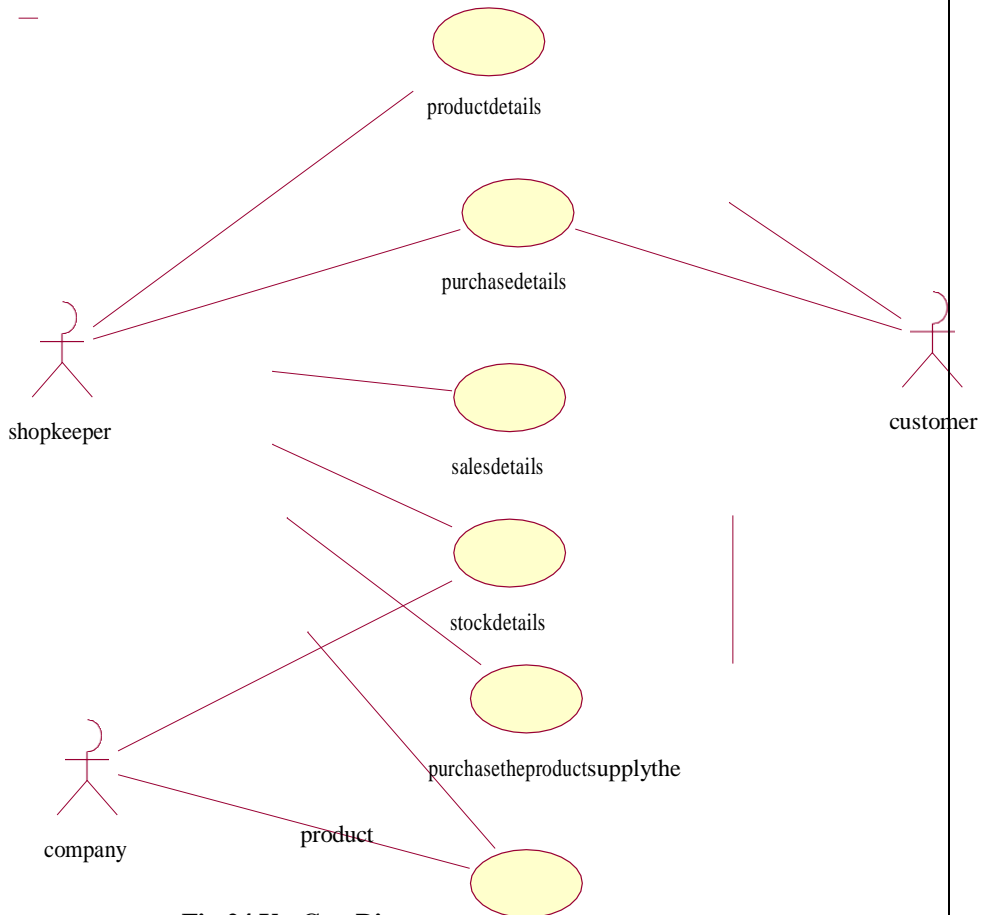 productdetails
purchasedetails
shopkeeper
customer
salesdetails
stockdetails
purchasetheproductsupplythe
product
company